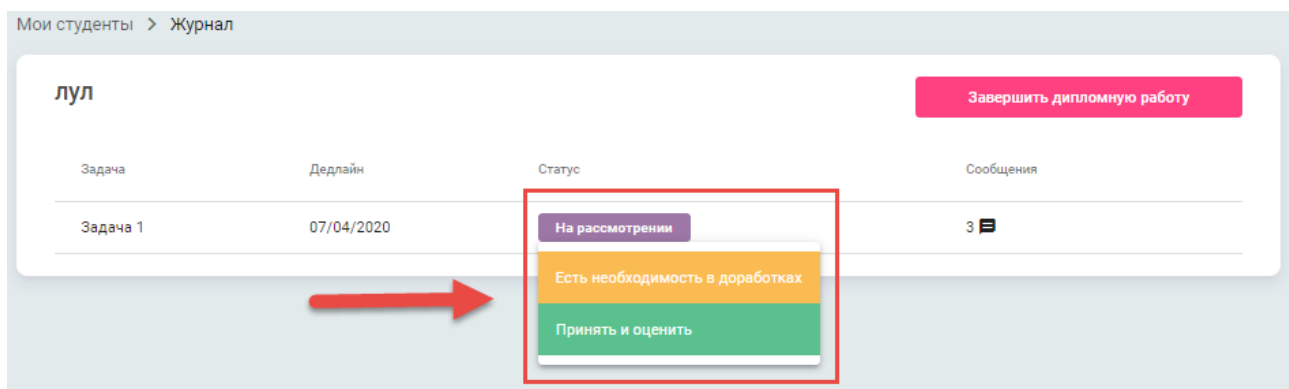 Мои студенты > Журнал
лул
Завершить дипломную работу
Задача Дедлайн Статус Сообщения
Задача 1 07/04/2020 На рассмотрении 3
Есть необходимость в доработках
Принять и оценить